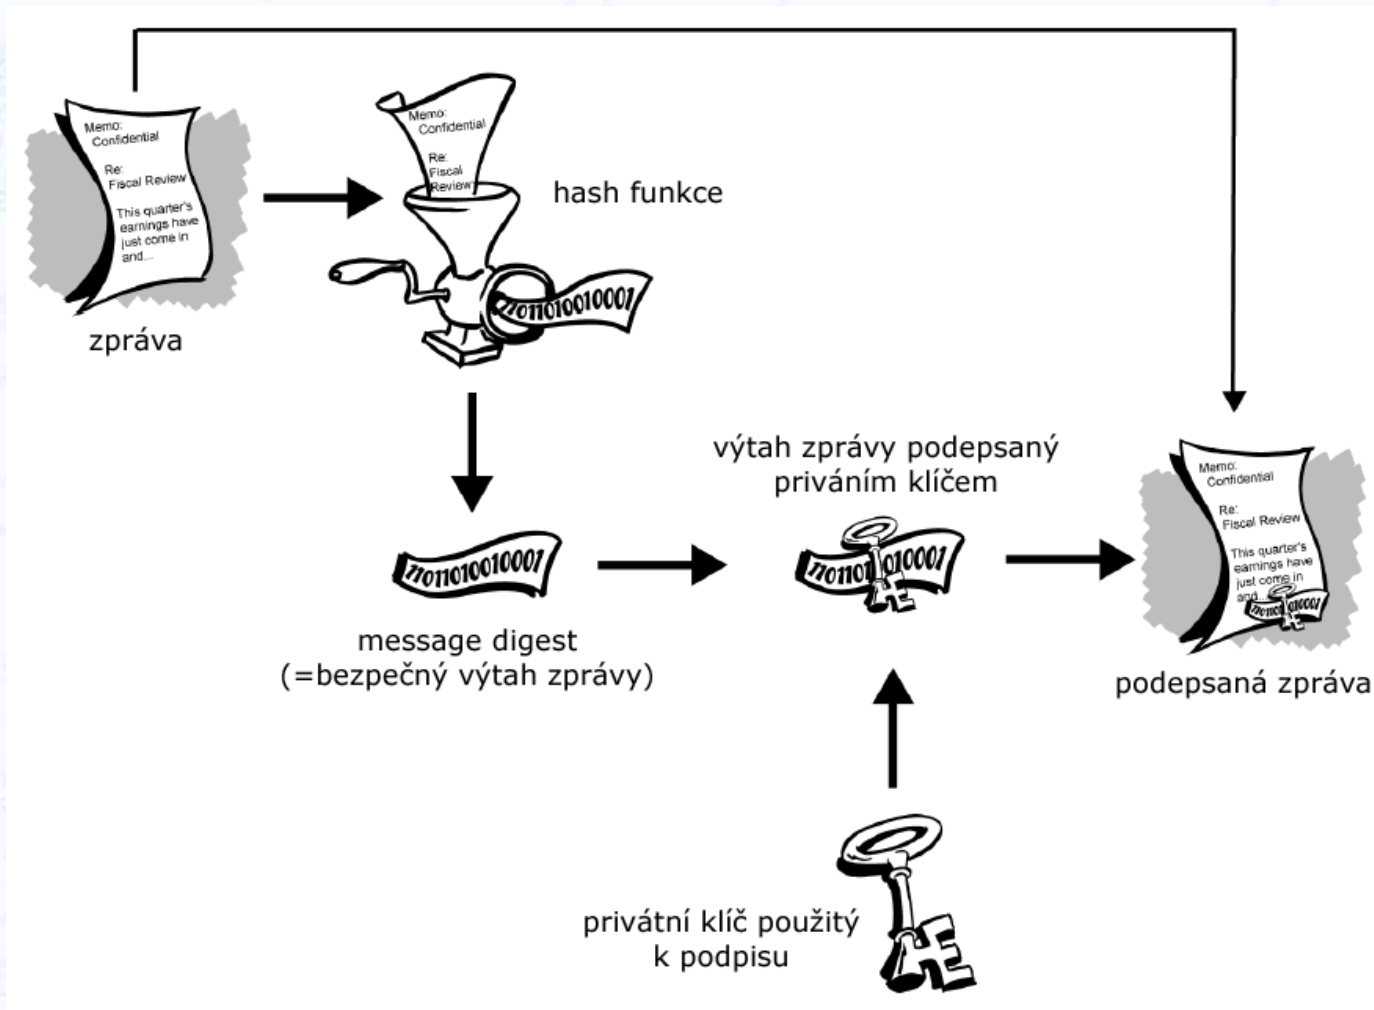 Memo:
Confidential
Re:
Fiscal Review
This quarter's
earnings have
just come in
and...
zpráva
Memo:
Confidential
Re:
Fiscal
Review:
hash funkce
11011010010001
11011010010001
message digest
(=bezpečný výtah zprávy)
výtah zprávy podepsaný
priváním klíčem
privátní klíč použitý
k podpisu
Memo:
Confidential
Re:
Fiscal Review
This quarter's
earnings have
just come in
and...
podepsaná zpráva